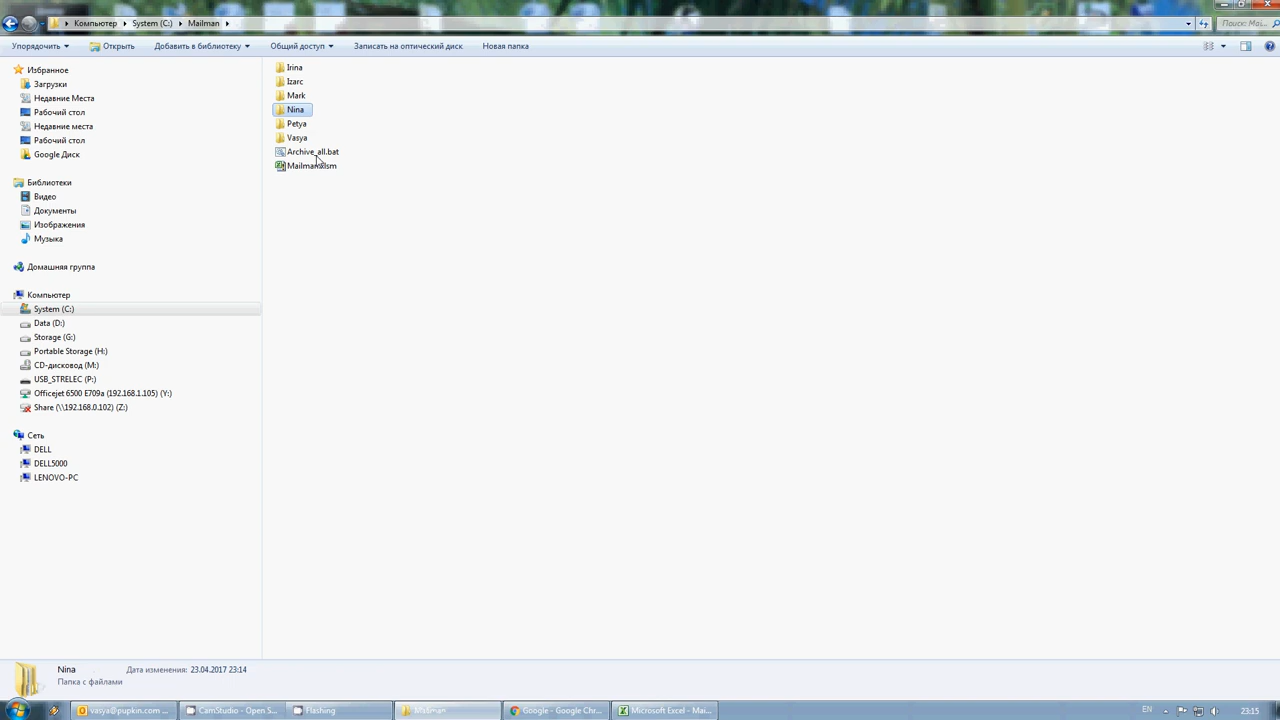 Компьютер ▸ System (C:) ▸ Mailman ▸
Поиск: Mai...
Упорядочить ▾ Открыть Добавить в библиотеку ▾ Общий доступ ▾ Записать на оптический диск Новая папка
Избранное
Загрузки
Недавние Места
Рабочий стол
Недавние места
Рабочий стол
Google Диск
Библиотеки
Видео
Документы
Изображения
Музыка
Домашняя группа
Компьютер
System (C:)
Data (D:)
Storage (G:)
Portable Storage (H:)
CD-дисковод (M:)
USB_STRELEC (P:)
Officejet 6500 E709a (192.168.1.105) (Y:)
Share (\\192.168.0.102) (Z:)
Сеть
DELL
DELL5000
LENOVO-PC
Irina
Izarc
Mark
Nina
Petya
Vasya
Archive_all.bat
Mailman.xlsm
Nina Дата изменения: 23.04.2017 23:14
Папка с файлами
vasya@pupkin.com ... CamStudio - Open S... Flashing Mailman Google - Google Chr... Microsoft Excel - Mai... EN 23:15